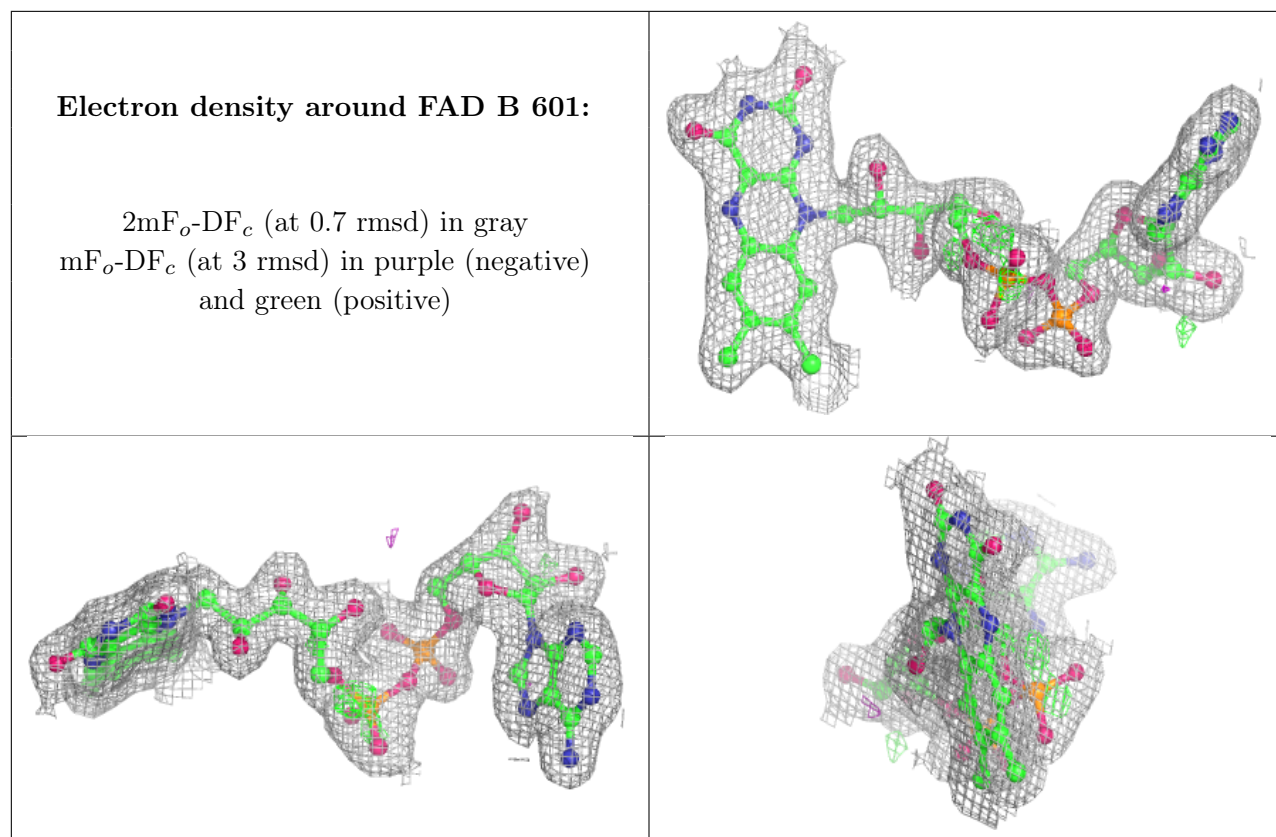 Electron density around FAD B 601:
2mFₒ-DF𝑐 (at 0.7 rmsd) in gray
mFₒ-DF𝑐 (at 3 rmsd) in purple (negative)
and green (positive)